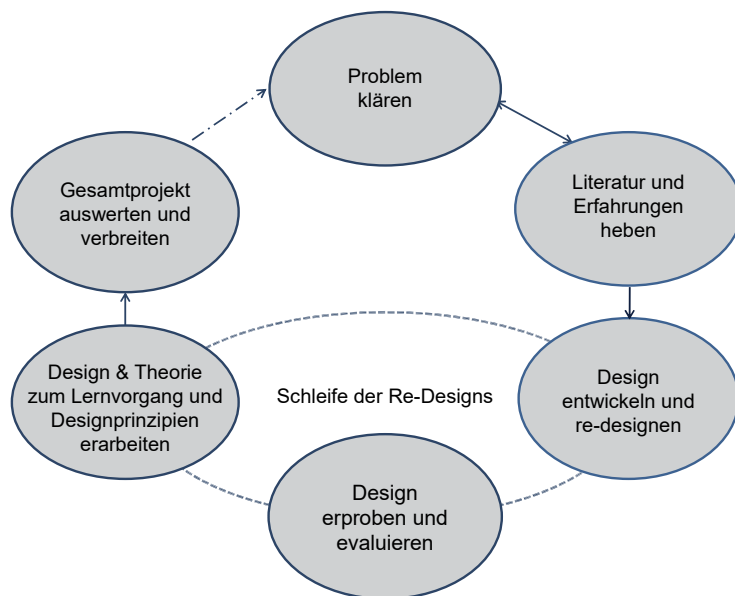 Problem
klären
Literatur und
Erfahrungen
heben
Gesamtprojekt
auswerten und
verbreiten
Design
entwickeln und
re-designen
Design & Theorie
zum Lernvorgang und
Designprinzipien
erarbeiten
Schleife der Re-Designs
Design
erproben und
evaluieren